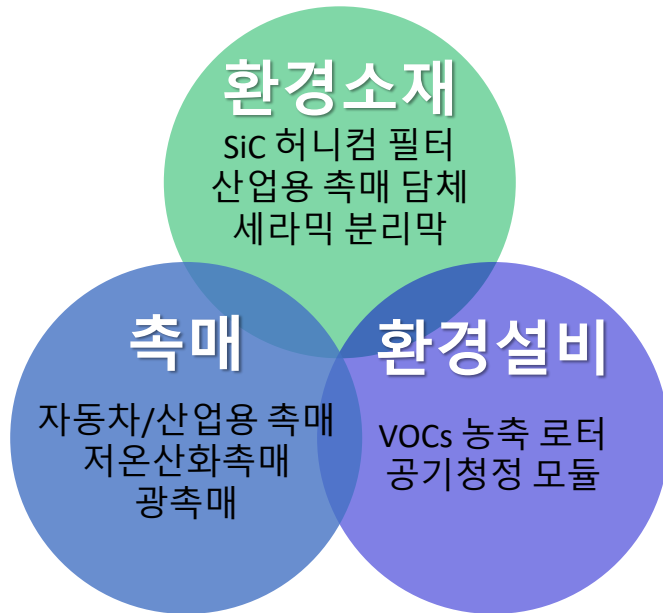 환경소재
SiC 허니컴 필터
산업용 촉매 담체
세라믹 분리막
촉매
자동차/산업용 촉매
저온산화촉매
광촉매
환경설비
VOCs 농축 로터
공기청정 모듈